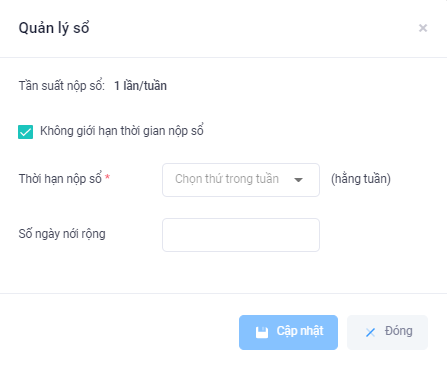 Quản lý sổ
Tần suất nộp sổ: 1 lần/tuần
Không giới hạn thời gian nộp sổ
Thời hạn nộp sổ * Chọn thứ trong tuần (hằng tuần)
Số ngày nới rộng
Cập nhật Đóng